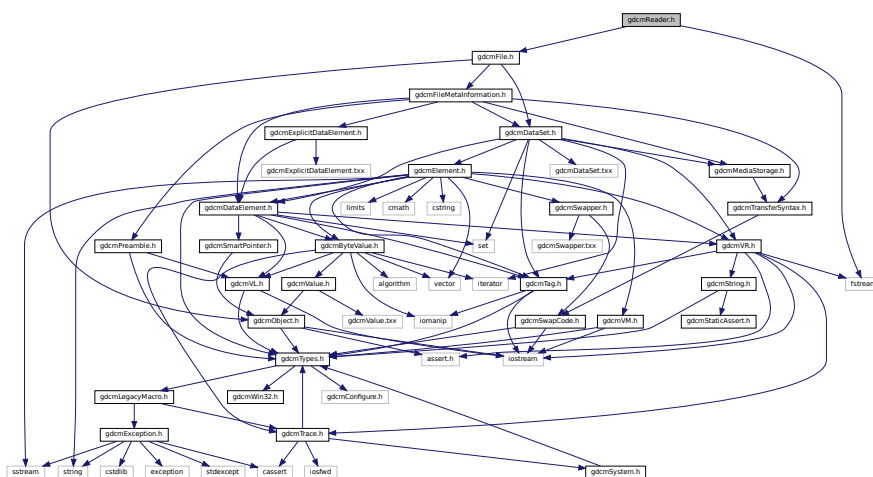 gdcmReader.h
gdcmFile.h
gdcmFileMetaInformation.h
gdcmExplicitDataElement.h
gdcmDataSet.h
gdcmExplicitDataElement.txx
gdcmElement.h
gdcmDataSet.txx
gdcmMediaStorage.h
gdcmDataElement.h
limits
cmath
cstring
gdcmSwapper.h
gdcmTransferSyntax.h
gdcmPreamble.h
gdcmSmartPointer.h
gdcmByteValue.h
set
gdcmSwapper.txx
gdcmVR.h
gdcmVL.h
gdcmValue.h
algorithm
vector
iterator
gdcmTag.h
gdcmString.h
fstream
gdcmObject.h
gdcmValue.txx
iomanip
gdcmSwapCode.h
gdcmVM.h
gdcmStaticAssert.h
gdcmTypes.h
assert.h
iostream
gdcmLegacyMacro.h
gdcmWin32.h
gdcmConfigure.h
gdcmException.h
gdcmTrace.h
sstream
string
cstdlib
exception
stdexcept
cassert
iosfwd
gdcmSystem.h